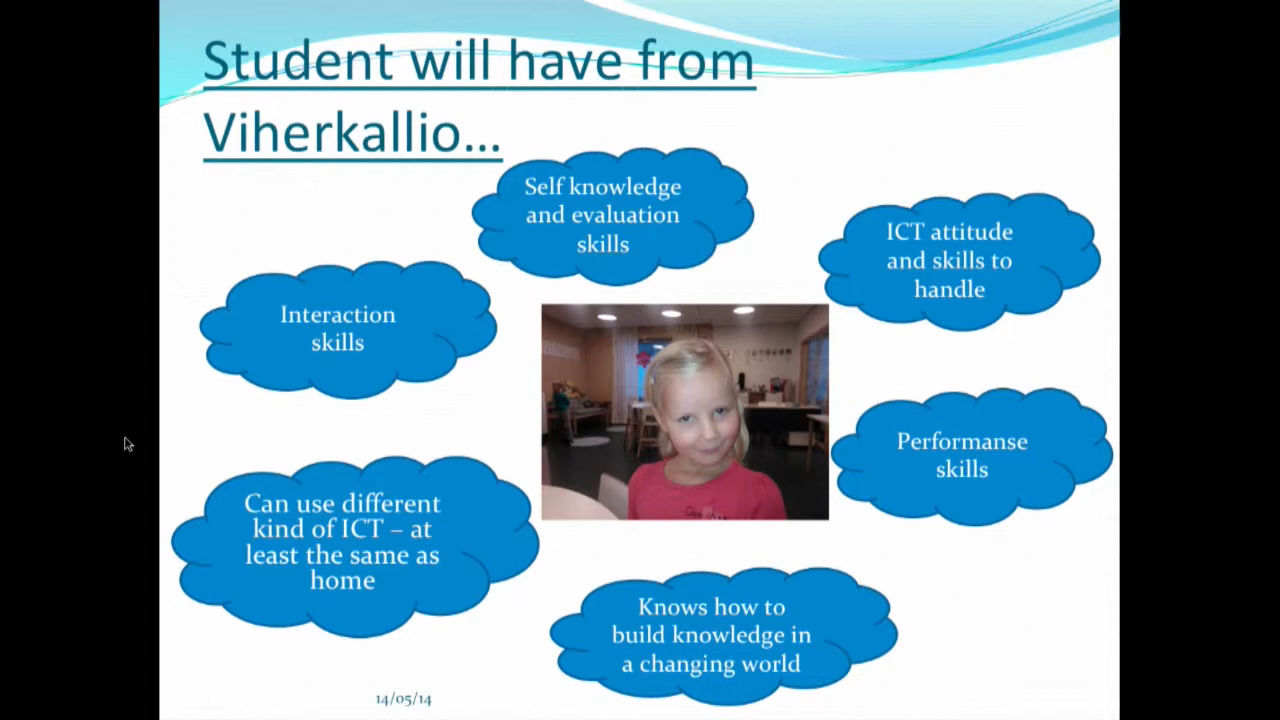 Student will have from
Viherkallio...
Self knowledge
and evaluation
skills
ICT attitude
and skills to
handle
Interaction
skills
Performanse
skills
Can use different
kind of ICT – at
least the same as
home
Knows how to
build knowledge in
a changing world
14/05/14